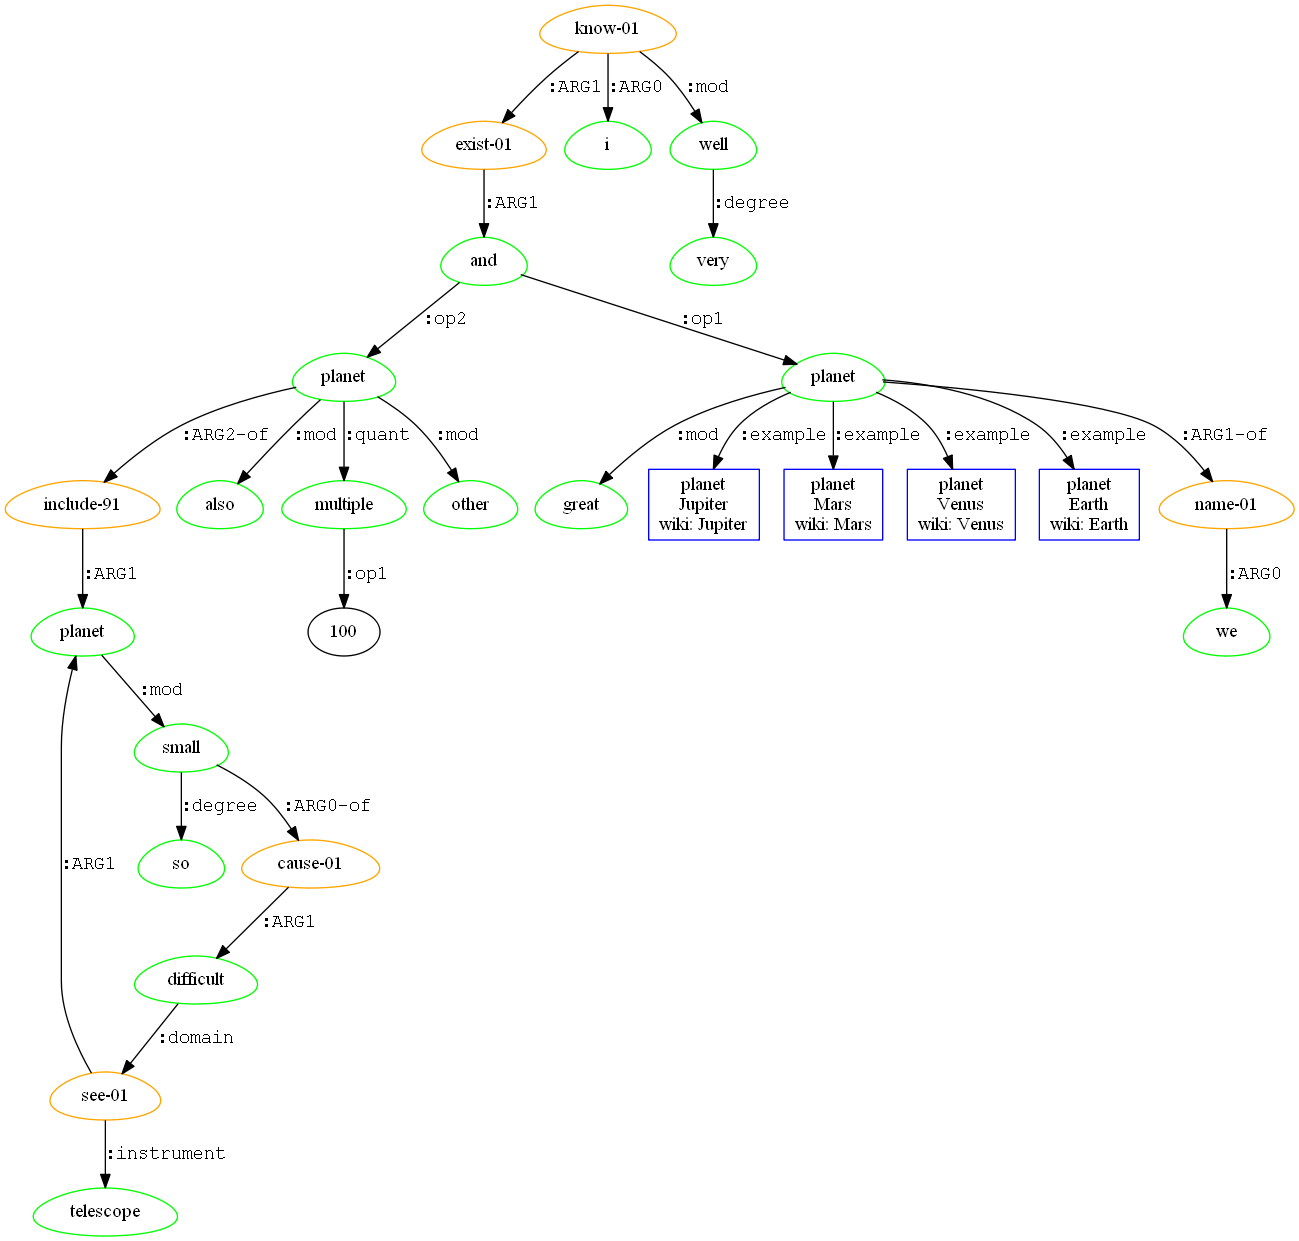 know-01
:ARG1 :ARG0 :mod
exist-01 i well
:ARG1 :degree
and very
:op2 :op1
planet planet
:ARG2-of :mod :quant :mod :mod :example :example :example :example :ARG1-of
include-91 also multiple other great planet Jupiter wiki: Jupiter planet Mars wiki: Mars planet Venus wiki: Venus planet Earth wiki: Earth name-01
:ARG1 :op1 :ARG0
planet 100 we
:mod
small
:degree :ARG0-of
so cause-01
:ARG1 :ARG1
difficult
:domain
see-01
:instrument
telescope